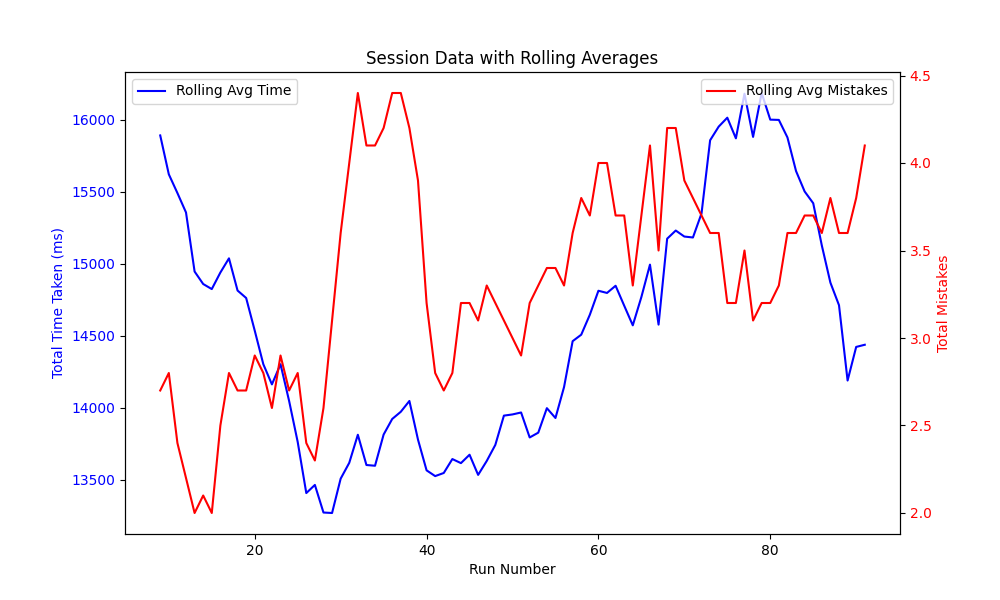 Session Data with Rolling Averages
Rolling Avg Time
Rolling Avg Mistakes
Total Time Taken (ms)
16000
15500
15000
14500
14000
13500
4.5
4.0
3.5
3.0
2.5
2.0
Total Mistakes
20 40 60 80
Run Number